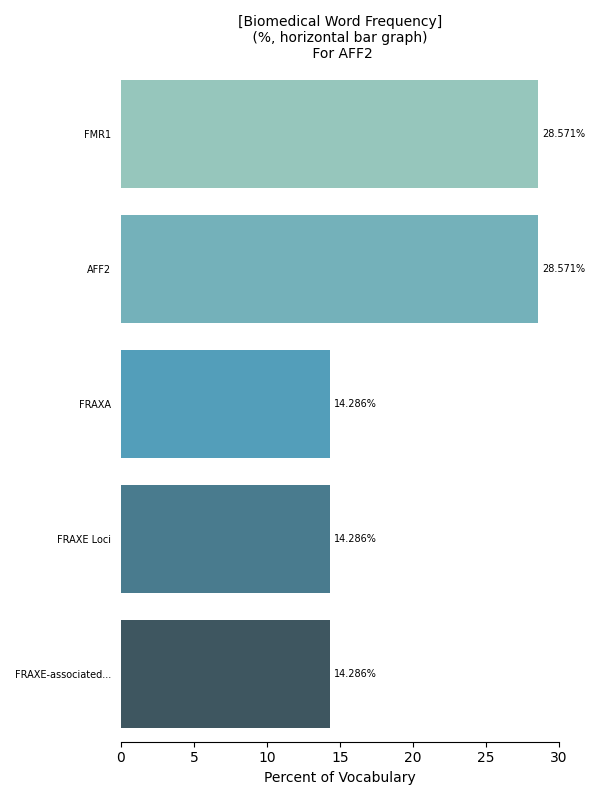 [Biomedical Word Frequency]
(%, horizontal bar graph)
For AFF2
FMR1
28.571%
AFF2
28.571%
FRAXA
14.286%
FRAXE Loci
14.286%
FRAXE-associated...
14.286%
0 5 10 15 20 25 30
Percent of Vocabulary